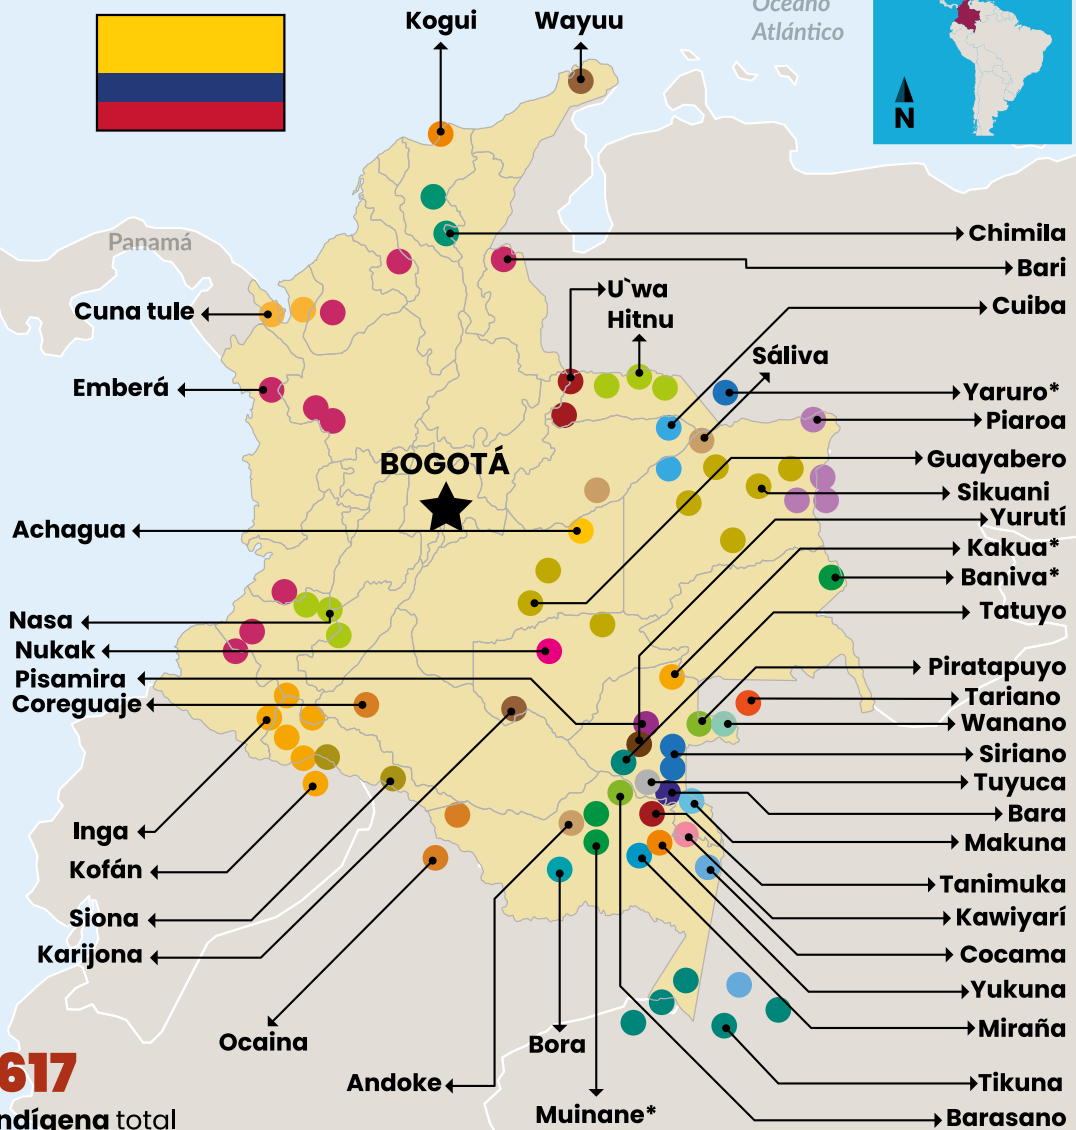 Kogui
Wayuu
Océano
Atlántico
N
Panamá
Chimila
Bari
U`wa
Cuna tule
Cuiba
Hitnu
Sáliva
Emberá
Yaruro*
Piaroa
BOGOTÁ
Guayabero
Sikuani
Achagua
Yurutí
Kakua*
Baniva*
Tatuyo
Nasa
Nukak
Piratapuyo
Pisamira
Tariano
Coreguaje
Wanano
Siriano
Tuyuca
Bara
Inga
Makuna
Kofán
Tanimuka
Siona
Kawiyarí
Karijona
Cocama
Yukuna
Miraña
Ocaina
Bora
Andoke
Tikuna
617
Muinane*
Barasano
ndígena total